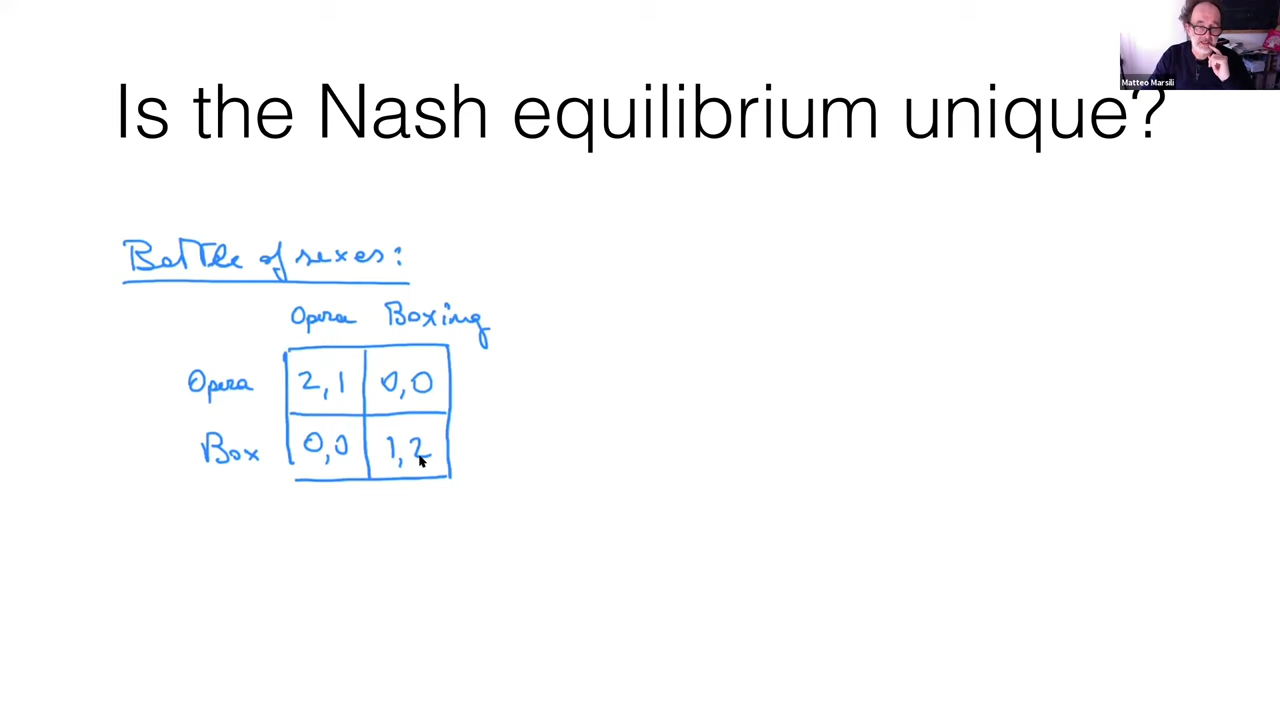 Matteo Marsili
Is the Nash equilibrium unique?
Battle of sexes:
Opera Boxing
Opera 2,1 0,0
Box 0,0 1,2